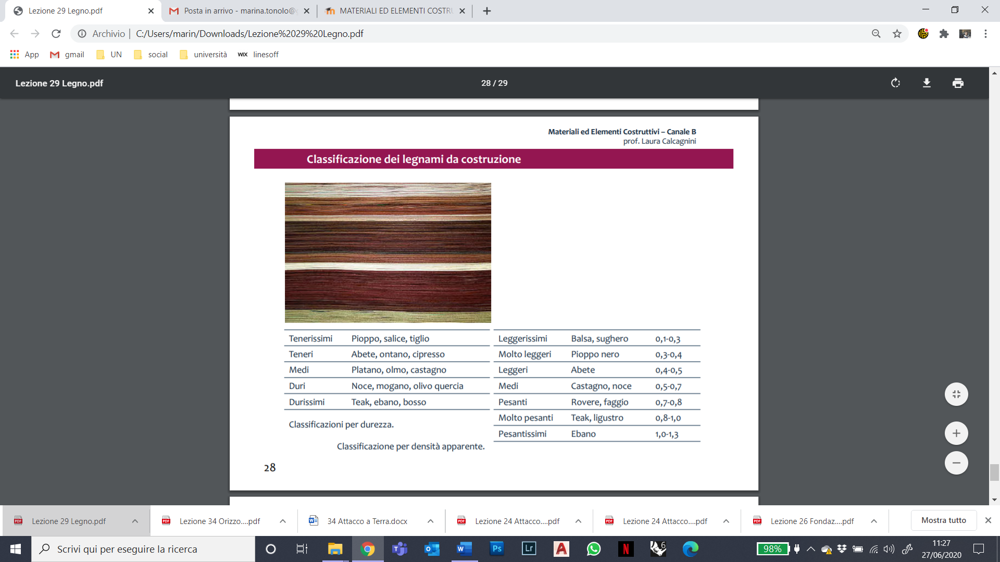 Lezione 29 Legno.pdf
Posta in arrivo - marina.tonolo@
MATERIALI ED ELEMENTI COSTRU
Archivio
C:/Users/marin/Downloads/Lezione%2029%20Legno.pdf
App
gmail
UN
social
università
WIX linesoff
Lezione 29 Legno.pdf
28 / 29
Materiali ed Elementi Costruttivi – Canale B
prof. Laura Calcagnini
Classificazione dei legnami da costruzione
Tenerissimi Pioppo, salice, tiglio
Teneri Abete, ontano, cipresso
Medi Platano, olmo, castagno
Duri Noce, mogano, olivo quercia
Durissimi Teak, ebano, bosso
Classificazioni per durezza.
Leggerissimi Balsa, sughero 0,1-0,3
Molto leggeri Pioppo nero 0,3-0,4
Leggeri Abete 0,4-0,5
Medi Castagno, noce 0,5-0,7
Pesanti Rovere, faggio 0,7-0,8
Molto pesanti Teak, ligustro 0,8-1,0
Pesantissimi Ebano 1,0-1,3
Classificazione per densità apparente.
28
Lezione 29 Legno.pdf
Lezione 34 Orizzo....pdf
34 Attacco a Terra.docx
Lezione 24 Attacco....pdf
Lezione 24 Attacco....pdf
Lezione 26 Fondaz....pdf
Mostra tutto
Scrivi qui per eseguire la ricerca
98%
11:27
27/06/2020